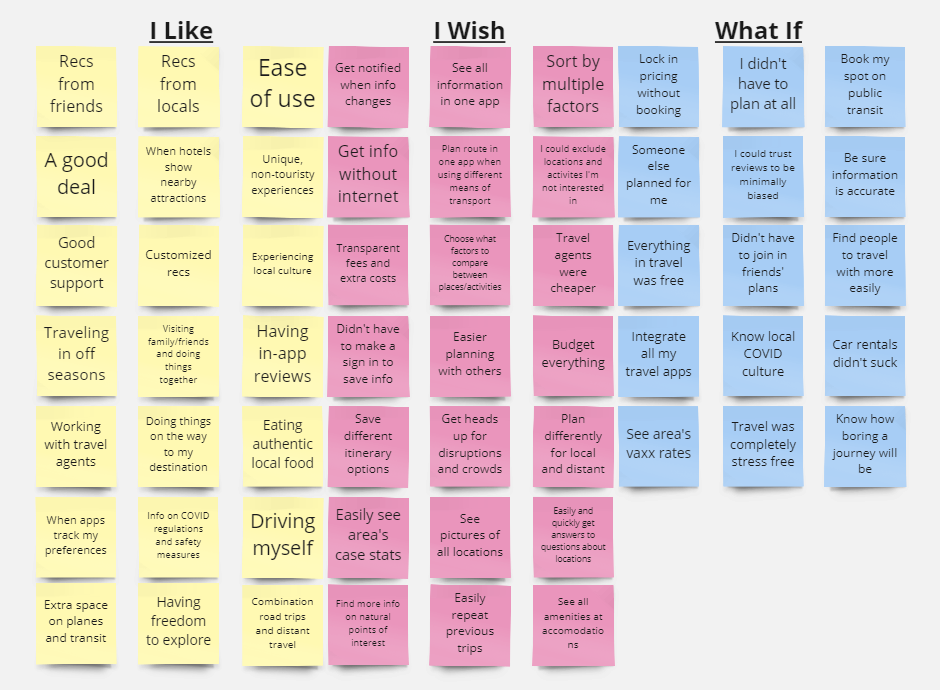 I Like
Recs
from
friends
Recs
from
locals
Ease
of use
A good
deal
When hotels
show
nearby
attractions
Unique,
non-touristy
experiences
Good
customer
support
Customized
recs
Experiencing
local culture
Traveling
in off
seasons
Visiting
family/friends
and doing
things
together
Having
in-app
reviews
Working
with travel
agents
Doing things
on the way
to my
destination
Eating
authentic
local food
When apps
track my
preferences
Info on COVID
regulations
and safety
measures
Driving
myself
Extra space
on planes
and transit
Having
freedom
to explore
Combination
road trips
and distant
travel
I Wish
Get notified
when info
changes
See all
information
in one app
Sort by
multiple
factors
Get info
without
internet
Plan route in
one app when
using different
means of
transport
I could exclude
locations and
activites I'm
not interested
in
Transparent
fees and
extra costs
Choose what
factors to
compare
between
places/activities
Travel
agents
were
cheaper
Didn't have
to make a
sign in to
save info
Easier
planning
with others
Budget
everything
Save
different
itinerary
options
Get heads
up for
disruptions
and crowds
Plan
differently
for local
and distant
Easily see
area's
case stats
See
pictures of
all locations
Easily and
quickly get
answers to
questions about
locations
Find more info
on natural
points of
interest
Easily
repeat
previous
trips
See all
amenities at
accomodatio
ns
What If
Lock in
pricing
without
booking
I didn't
have to
plan at all
Book my
spot on
public
transit
Someone
else
planned for
me
I could trust
reviews to be
minimally
biased
Be sure
information
is accurate
Everything
in travel
was free
Didn't have
to join in
friends'
plans
Find people
to travel
with more
easily
Integrate
all my
travel apps
Know local
COVID
culture
Car rentals
didn't suck
See area's
vaxx rates
Travel was
completely
stress free
Know how
boring a
journey will
be